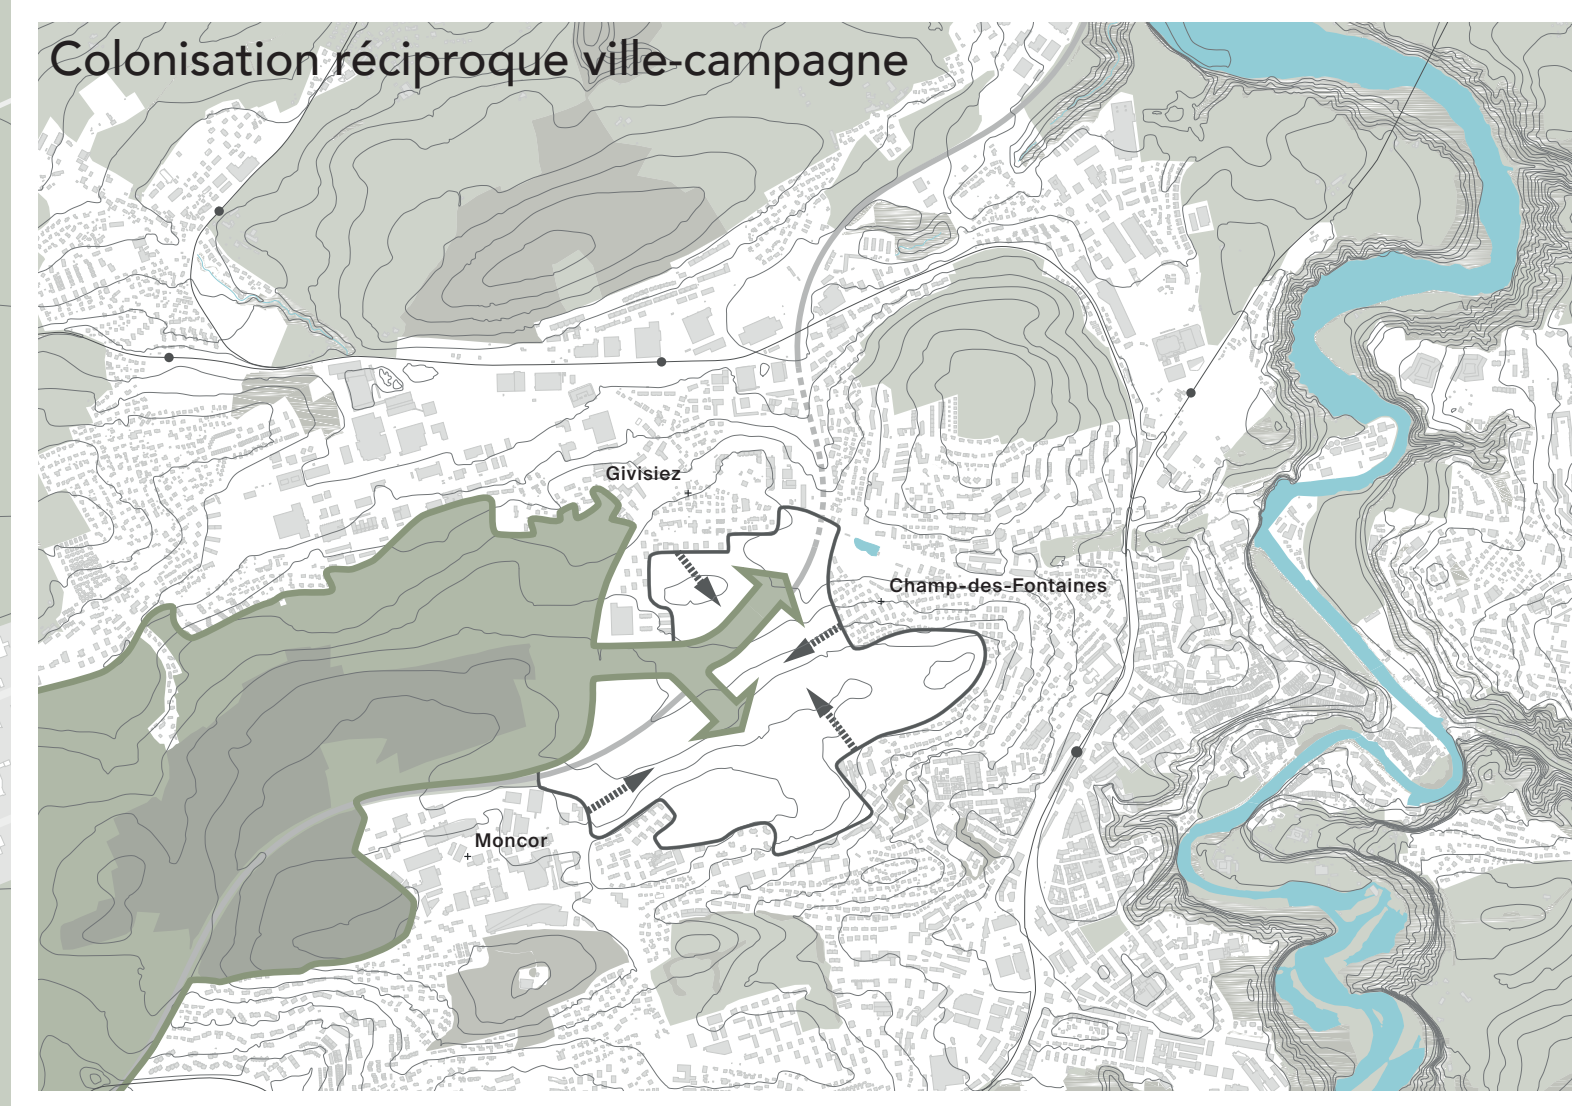 Colonisation réciproque ville-campagne
Givisiez
Champ-des-Fontaines
Moncor